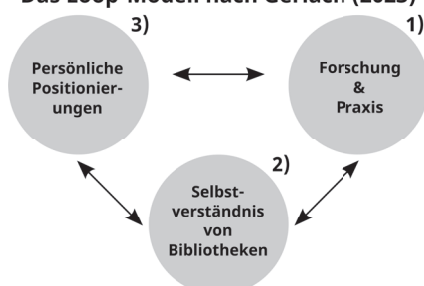 Das Loop-Modell nach Gerlach (2023)
3)
Persönliche
Positionier-
ungen
1)
Forschung
&
Praxis
2)
Selbst-
verständnis
von
Bibliotheken